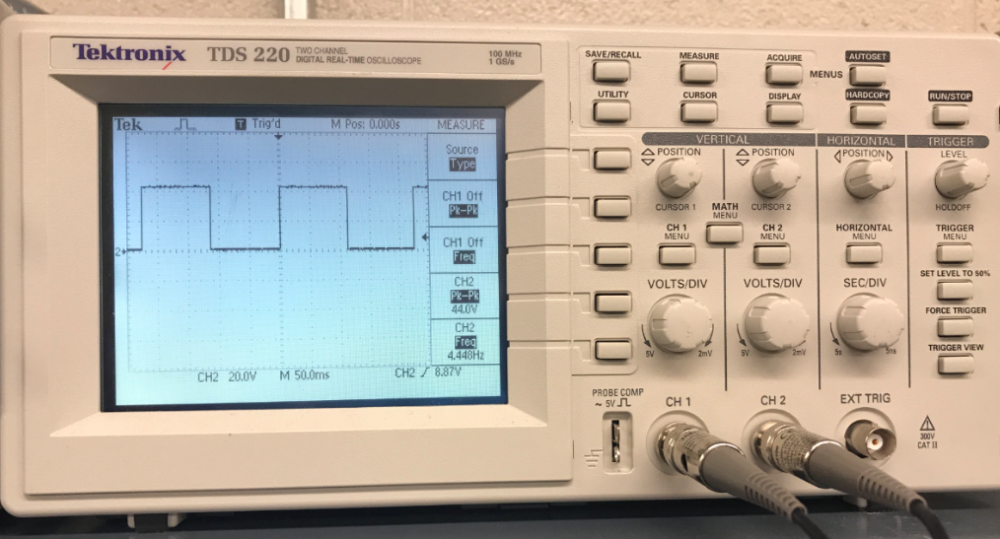 Tektronix TDS 220 TWO CHANNEL
DIGITAL REAL-TIME OSCILLOSCOPE
100 MHz
1 GS/s
Tek T Trig'd M Pos: 0.000s MEASURE
Source
Type
CH1 Off
Pk-Pk
CH1 Off
Freq
CH2
Pk-Pk
44.0V
CH2
Freq
4.448Hz
2
CH2 20.0V M 50.0ms CH2 8.87V
SAVE/RECALL MEASURE ACQUIRE MENUS AUTOSET
UTILITY CURSOR DISPLAY HARDCOPY RUN/STOP
VERTICAL HORIZONTAL TRIGGER
POSITION POSITION POSITION LEVEL
CURSOR 1 CURSOR 2 HOLDOFF
MATH
MENU
CH 1
MENU
CH 2
MENU
HORIZONTAL
MENU
TRIGGER
MENU
SET LEVEL TO 50%
FORCE TRIGGER
TRIGGER VIEW
VOLTS/DIV VOLTS/DIV SEC/DIV
5V 2mV 5V 2mV 5s 5ns
PROBE COMP
~ 5V
CH 1 CH 2 EXT TRIG
300V
CAT II